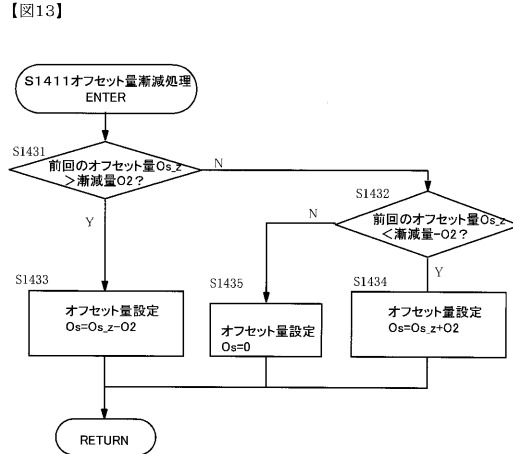 【図13】
S1411オフセット量漸減処理
ENTER
S1431
前回のオフセット量Os_z
>漸減量O2?
N
Y
S1432
前回のオフセット量Os_z
<漸減量-O2?
N
Y
S1433
オフセット量設定
Os=Os_z-O2
S1435
オフセット量設定
Os=0
S1434
オフセット量設定
Os=Os_z+O2
RETURN